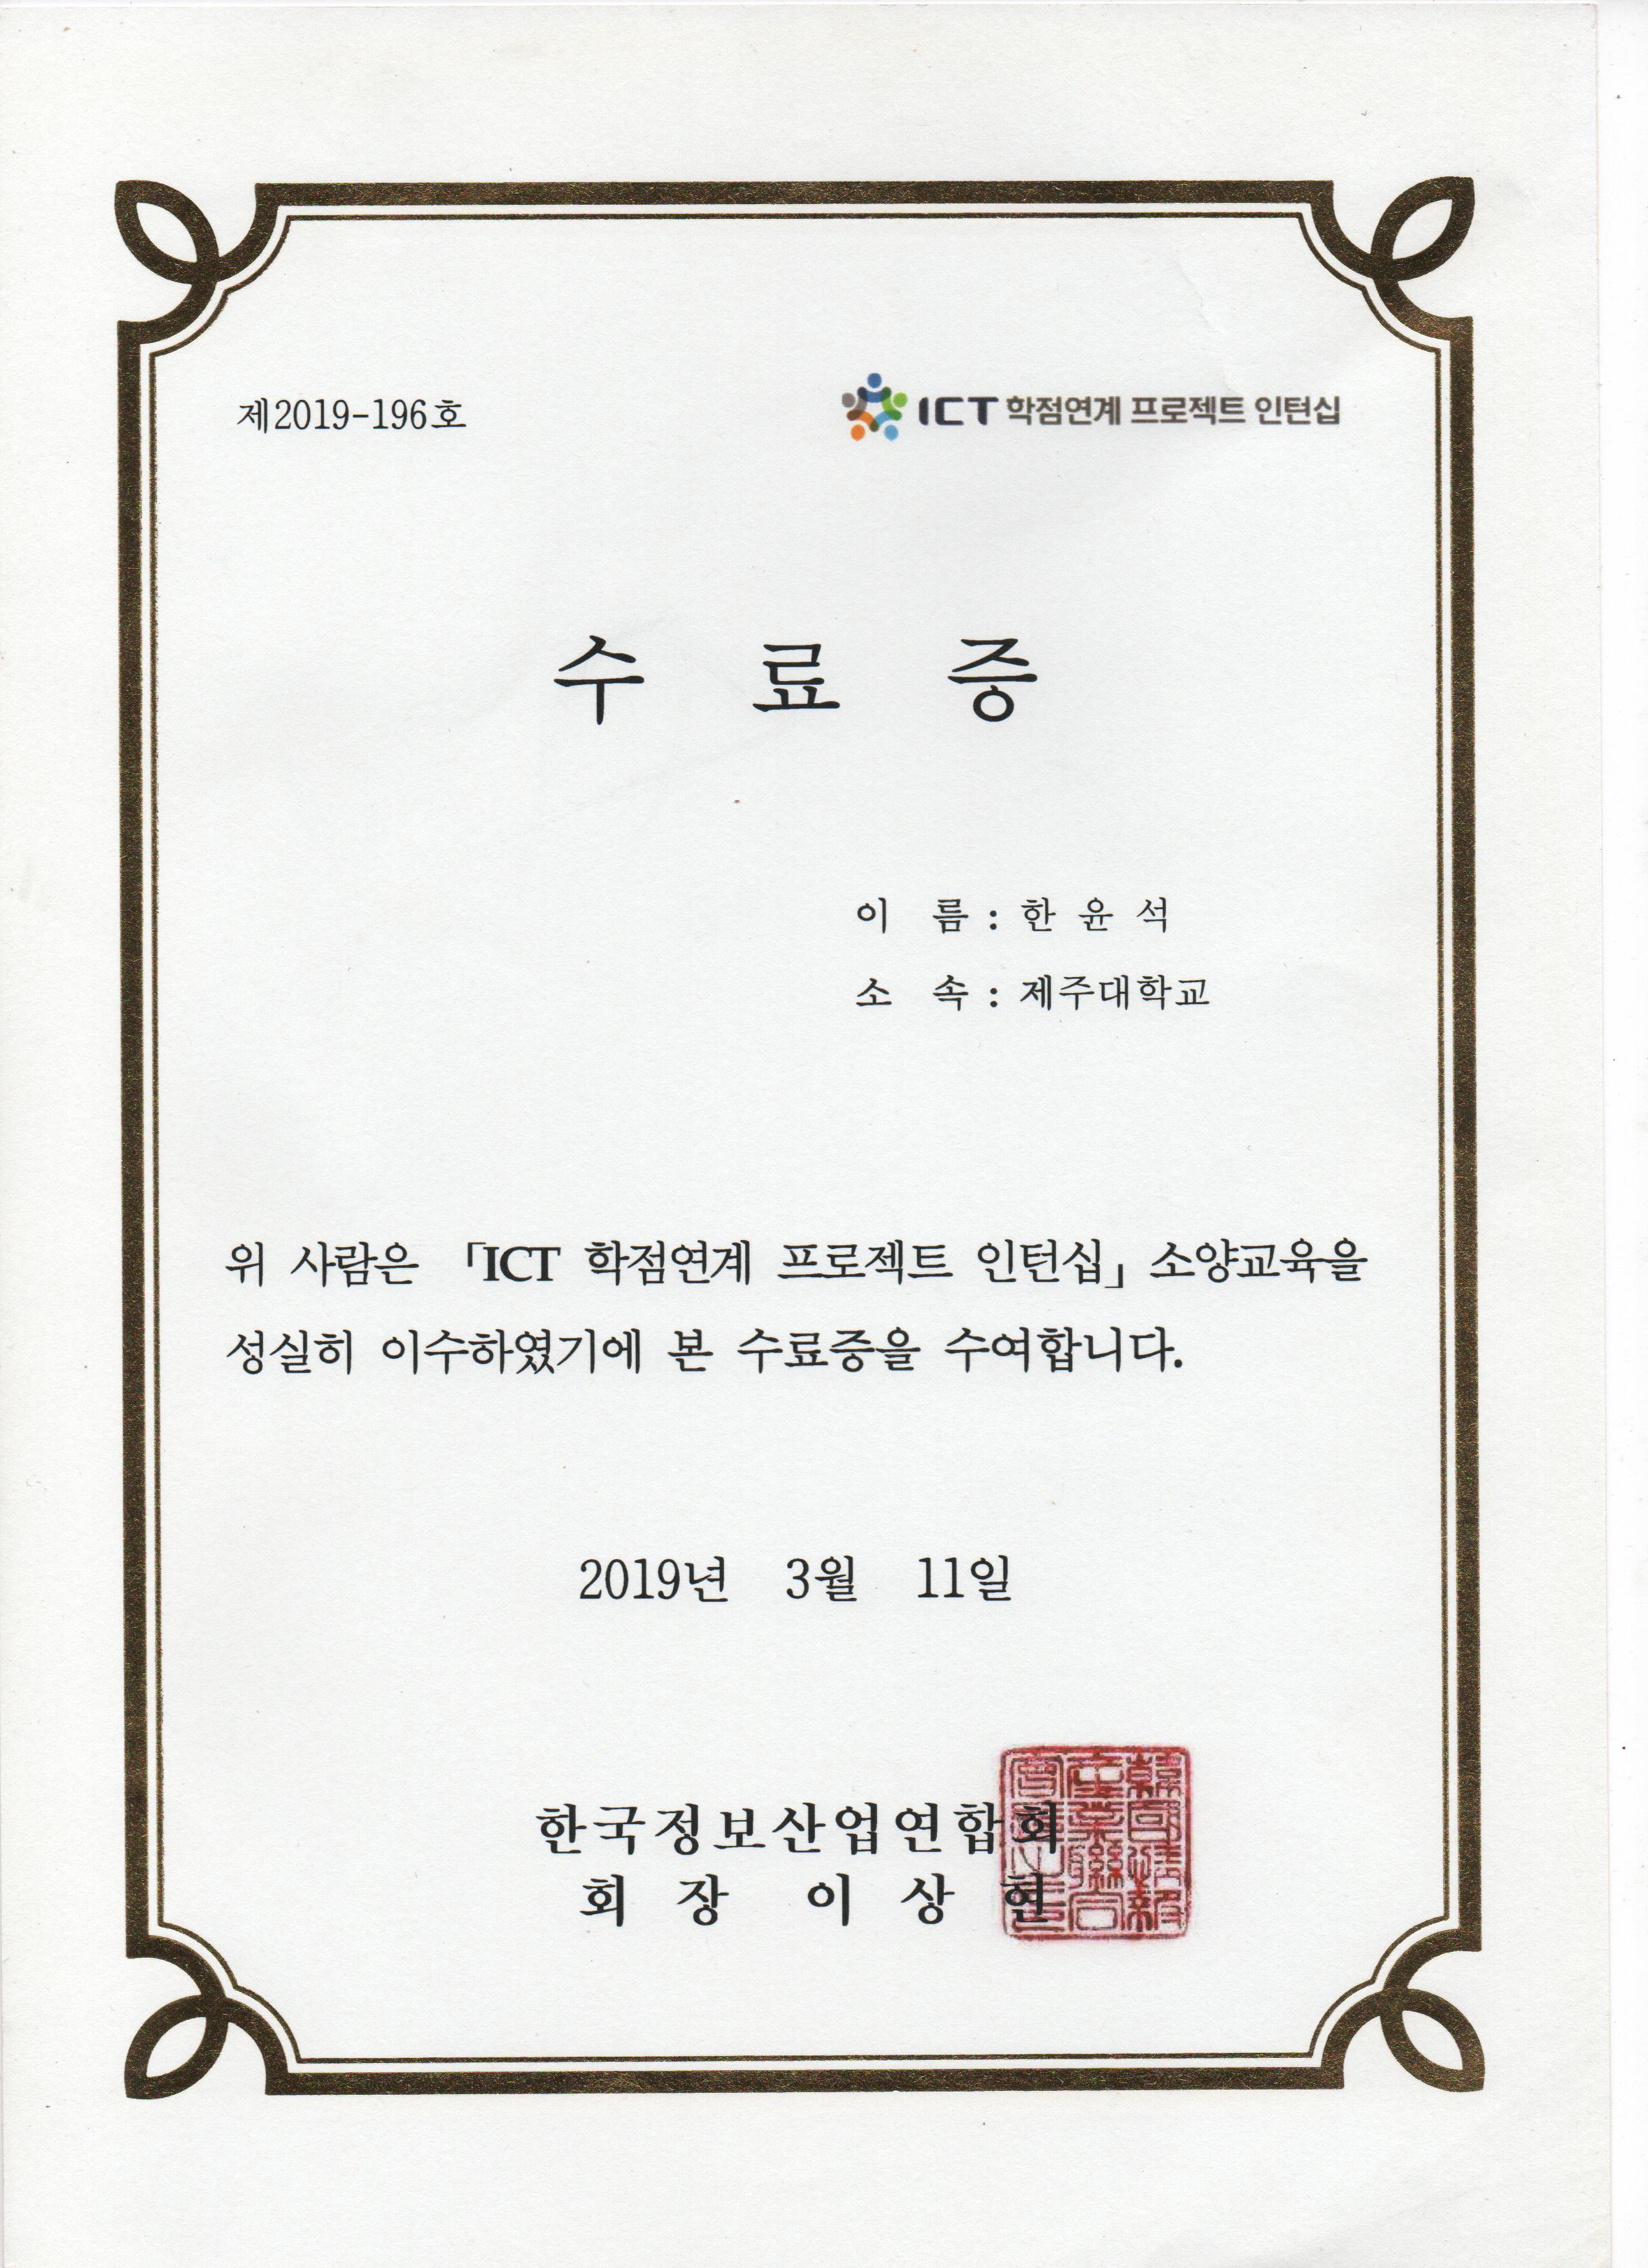 제2019-196호
ICT 학점연계 프로젝트 인턴십
수 료 증
이 름 : 한 윤 석
소 속 : 제주대학교
위 사람은 「ICT 학점연계 프로젝트 인턴십」 소양교육을
성실히 이수하였기에 본 수료증을 수여합니다.
2019년 3월 11일
한국정보산업연합회
회 장 이 상 현